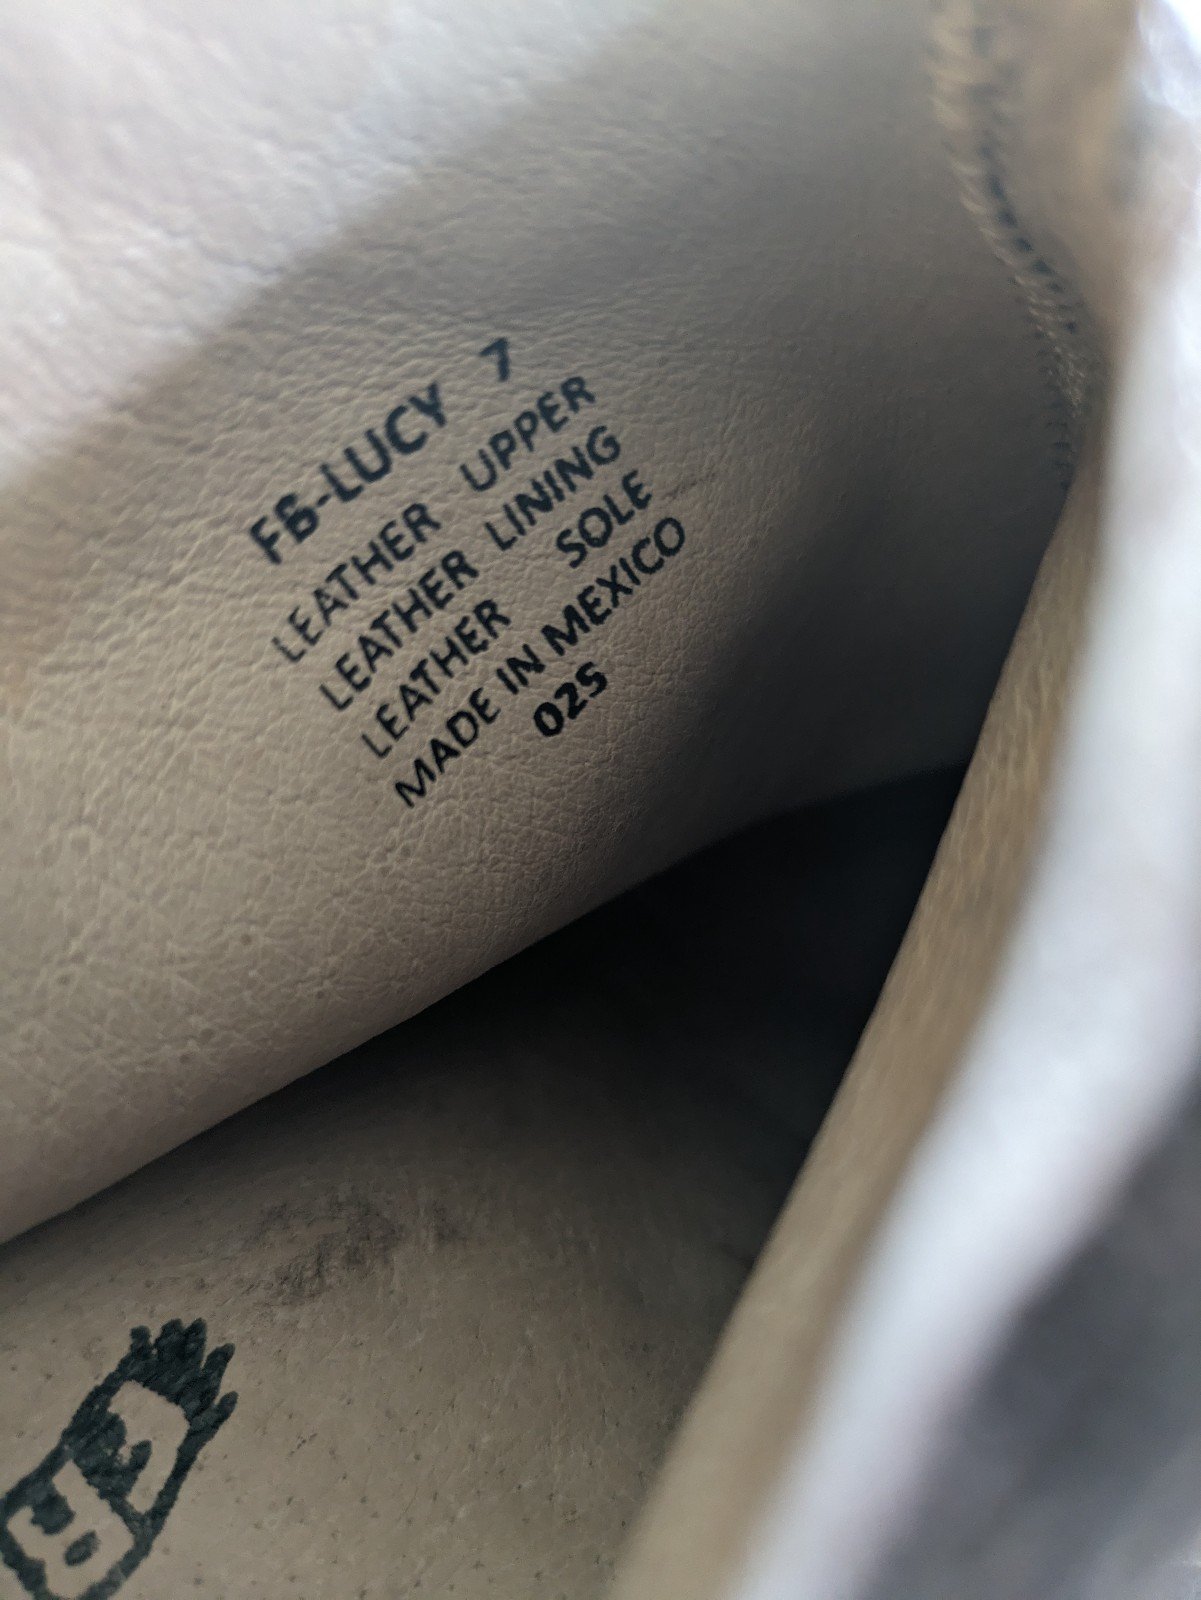 FB-LUCY 7
LEATHER UPPER
LEATHER LINING
LEATHER SOLE
MADE IN MEXICO
025